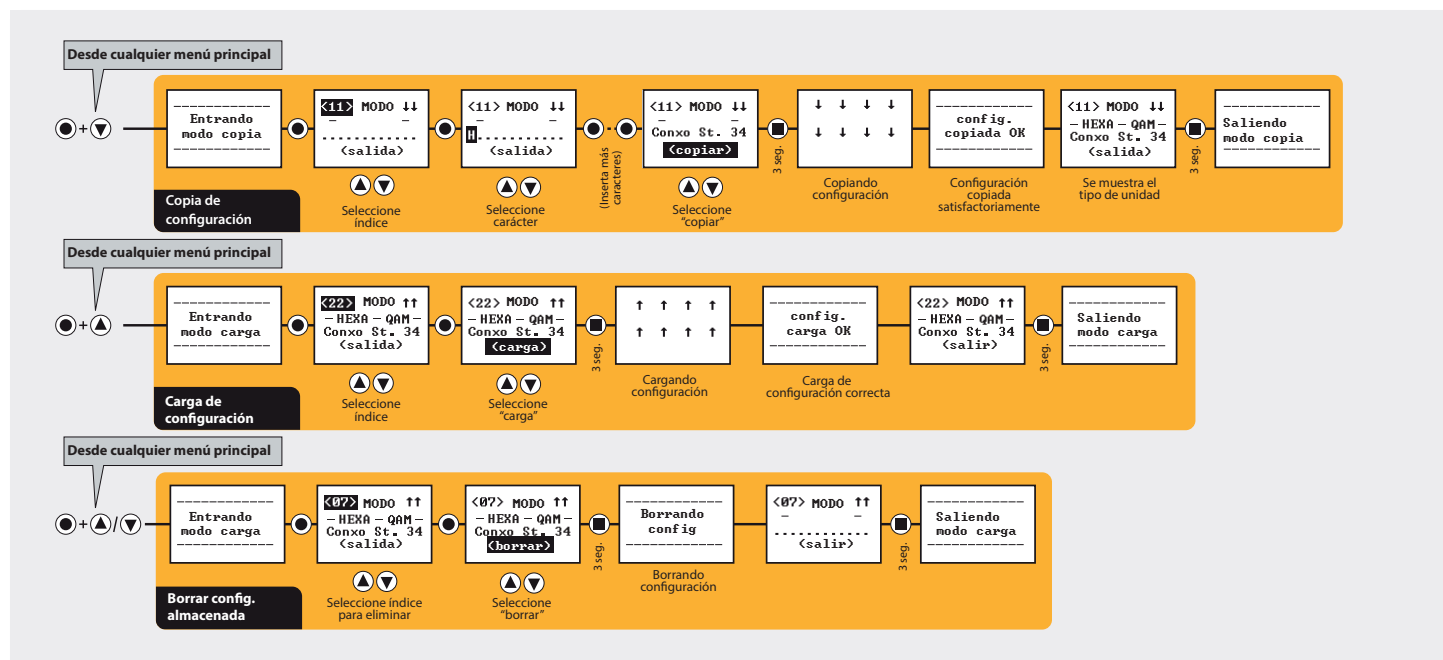 Desde cualquier menú principal
Entrando
modo copia
<11> MODO ↓↓
– –
............
(salida)
<11> MODO ↓↓
– –
H...........
(salida)
(Inserta más
caracteres)
<11> MODO ↓↓
– –
Conxo St. 34
(copiar)
3 seg.
↓ ↓ ↓ ↓
↓ ↓ ↓ ↓
config.
copiada OK
<11> MODO ↓↓
– HEXA – QAM –
Conxo St. 34
(salida)
3 seg.
Saliendo
modo copia
Copia de
configuración
Seleccione
índice
Seleccione
carácter
Seleccione
“copiar”
Copiando
configuración
Configuración
copiada
satisfactoriamente
Se muestra el
tipo de unidad
Desde cualquier menú principal
Entrando
modo carga
<22> MODO ↑↑
– HEXA – QAM –
Conxo St. 34
(salida)
<22> MODO ↑↑
– HEXA – QAM –
Conxo St. 34
(carga)
3 seg.
↑ ↑ ↑ ↑
↑ ↑ ↑ ↑
config.
carga OK
<22> MODO ↑↑
– HEXA – QAM –
Conxo St. 34
(salir)
3 seg.
Saliendo
modo carga
Carga de
configuración
Seleccione
índice
Seleccione
“carga”
Cargando
configuración
Carga de
configuración correcta
Desde cualquier menú principal
Entrando
modo carga
<07> MODO ↑↑
– HEXA – QAM –
Conxo St. 34
(salida)
<07> MODO ↑↑
– HEXA – QAM –
Conxo St. 34
(borrar)
3 seg.
Borrando
config
<07> MODO ↑↑
– –
............
(salir)
3 seg.
Saliendo
modo carga
Borrar config.
almacenada
Seleccione índice
para eliminar
Seleccione
“borrar”
Borrando
configuración